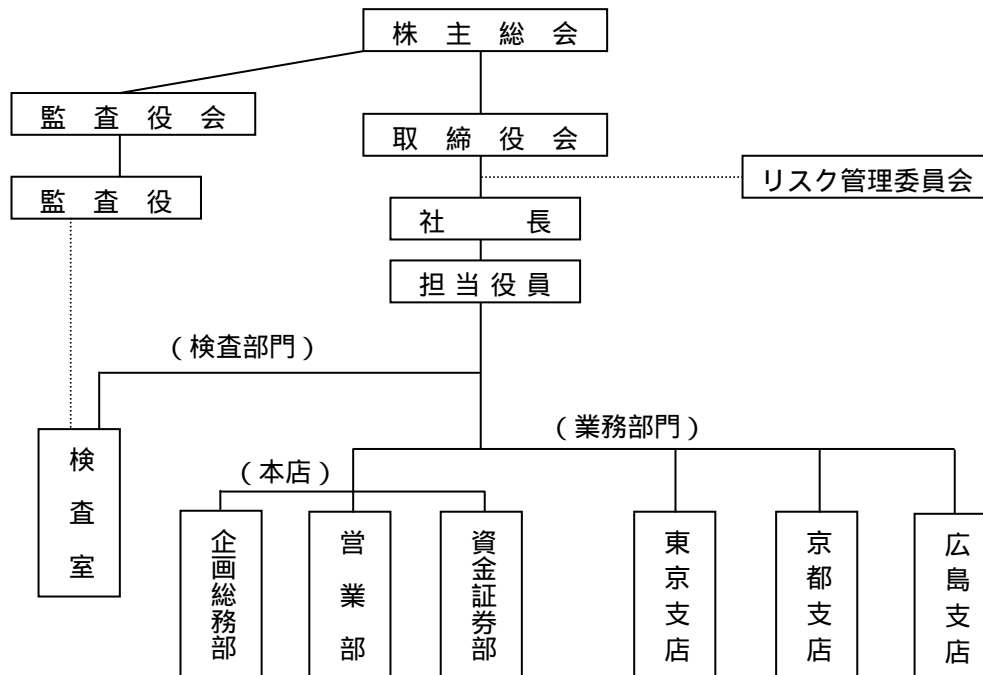 株主総会
監査役会
取締役会
リスク管理委員会
監査役
社長
担当役員
(検査部門)
(業務部門)
検査室
(本店)
企画総務部
営業部
資金証券部
東京支店
京都支店
広島支店